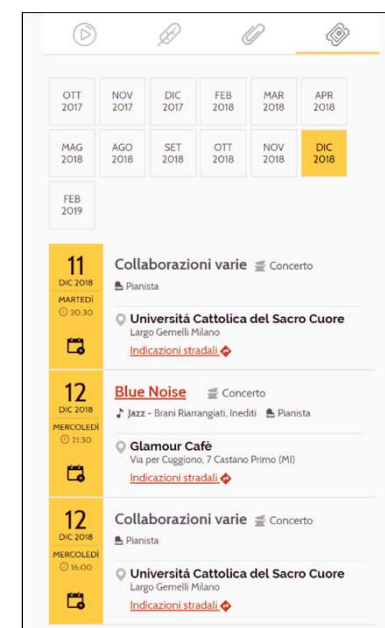 OTT 2017
NOV 2017
DIC 2017
FEB 2018
MAR 2018
APR 2018
MAG 2018
AGO 2018
SET 2018
OTT 2018
NOV 2018
DIC 2018
FEB 2019
11
DIC 2018
MARTEDÌ
20:30
Collaborazioni varie Concerto
Pianista
Universitá Cattolica del Sacro Cuore
Largo Gemelli Milano
Indicazioni stradali
12
DIC 2018
MERCOLEDÌ
21:30
Blue Noise Concerto
Jazz - Brani Riarrangiati, Inediti Pianista
Glamour Cafè
Via per Cuggiono, 7 Castano Primo (MI)
Indicazioni stradali
12
DIC 2018
MERCOLEDÌ
16:00
Collaborazioni varie Concerto
Pianista
Universitá Cattolica del Sacro Cuore
Largo Gemelli Milano
Indicazioni stradali